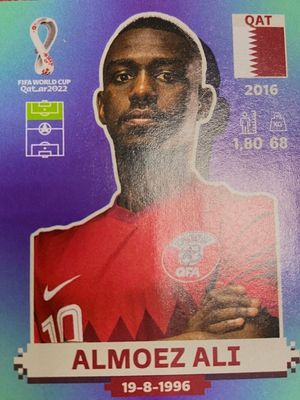 QAT
FIFA WORLD CUP
Qatar2022
2016
1,80 68
10
QFA
ALMOEZ ALI
19-8-1996